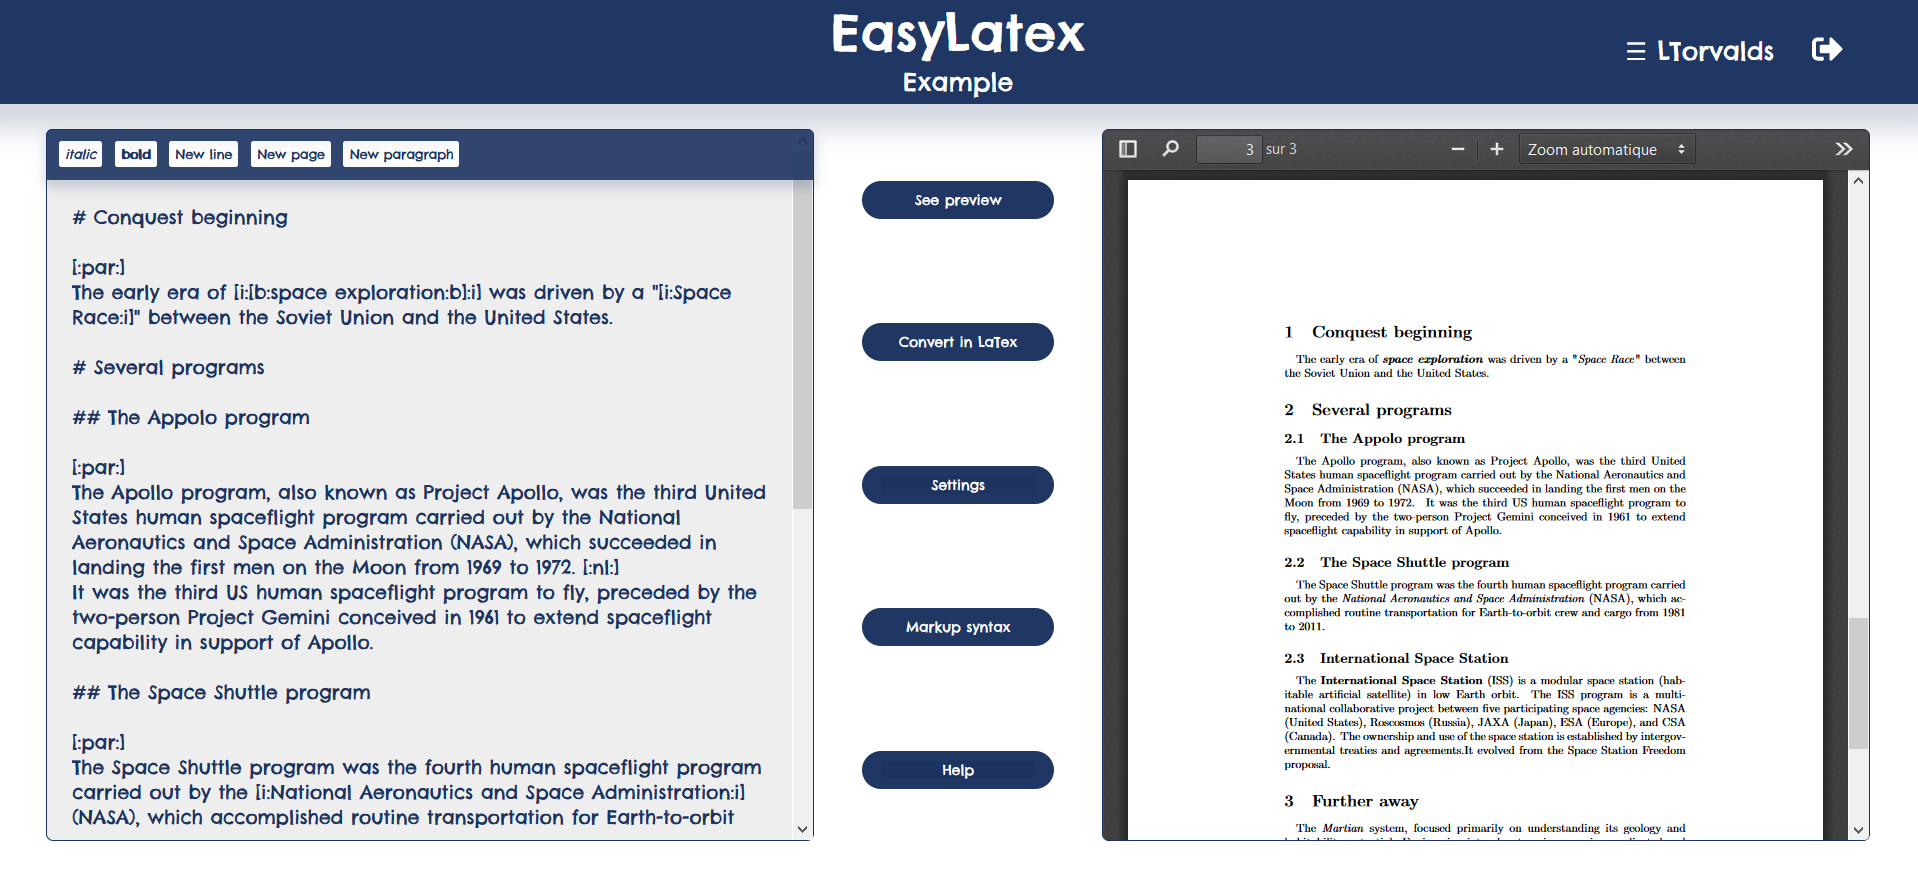 EasyLatex
Example
☰ LTorvalds
italic bold New line New page New paragraph
# Conquest beginning
[:par:]
The early era of [i:[b:space exploration:b]:i] was driven by a "[i:Space
Race:i]" between the Soviet Union and the United States.
# Several programs
## The Appolo program
[:par:]
The Apollo program, also known as Project Apollo, was the third United
States human spaceflight program carried out by the National
Aeronautics and Space Administration (NASA), which succeeded in
landing the first men on the Moon from 1969 to 1972. [:nl:]
It was the third US human spaceflight program to fly, preceded by the
two-person Project Gemini conceived in 1961 to extend spaceflight
capability in support of Apollo.
## The Space Shuttle program
[:par:]
The Space Shuttle program was the fourth human spaceflight program
carried out by the [i:National Aeronautics and Space Administration:i]
(NASA), which accomplished routine transportation for Earth-to-orbit
See preview
Convert in LaTex
Settings
Markup syntax
Help
3 sur 3 Zoom automatique
1 Conquest beginning
The early era of space exploration was driven by a "Space Race" between
the Soviet Union and the United States.
2 Several programs
2.1 The Appolo program
The Apollo program, also known as Project Apollo, was the third United
States human spaceflight program carried out by the National Aeronautics and
Space Administration (NASA), which succeeded in landing the first men on the
Moon from 1969 to 1972. It was the third US human spaceflight program to
fly, preceded by the two-person Project Gemini conceived in 1961 to extend
spaceflight capability in support of Apollo.
2.2 The Space Shuttle program
The Space Shuttle program was the fourth human spaceflight program carried
out by the National Aeronautics and Space Administration (NASA), which ac-
complished routine transportation for Earth-to-orbit crew and cargo from 1981
to 2011.
2.3 International Space Station
The International Space Station (ISS) is a modular space station (hab-
itable artificial satellite) in low Earth orbit. The ISS program is a multi-
national collaborative project between five participating space agencies: NASA
(United States), Roscosmos (Russia), JAXA (Japan), ESA (Europe), and CSA
(Canada). The ownership and use of the space station is established by intergov-
ernmental treaties and agreements.It evolved from the Space Station Freedom
proposal.
3 Further away
The Martian system, focused primarily on understanding its geology and